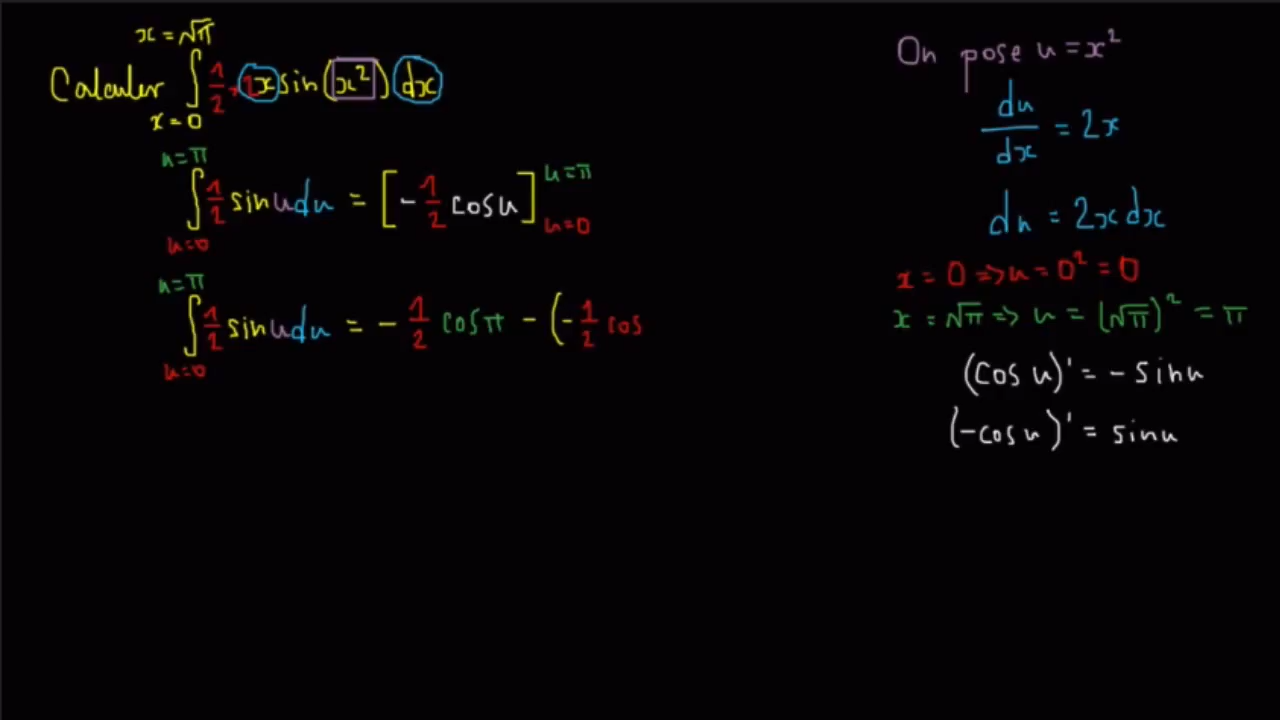 x = √π
Calculer ∫ 1/2 · 2x sin(x²) dx
x = 0
u = π
∫ 1/2 sin u du = [- 1/2 cos u] u = π
u = 0
u = 0
u = π
∫ 1/2 sin u du = - 1/2 cos π - (- 1/2 cos
u = 0
On pose u = x²
du/dx = 2x
du = 2x dx
x = 0 => u = 0² = 0
x = √π => u = (√π)² = π
(cos u)' = - sin u
(-cos u)' = sin u